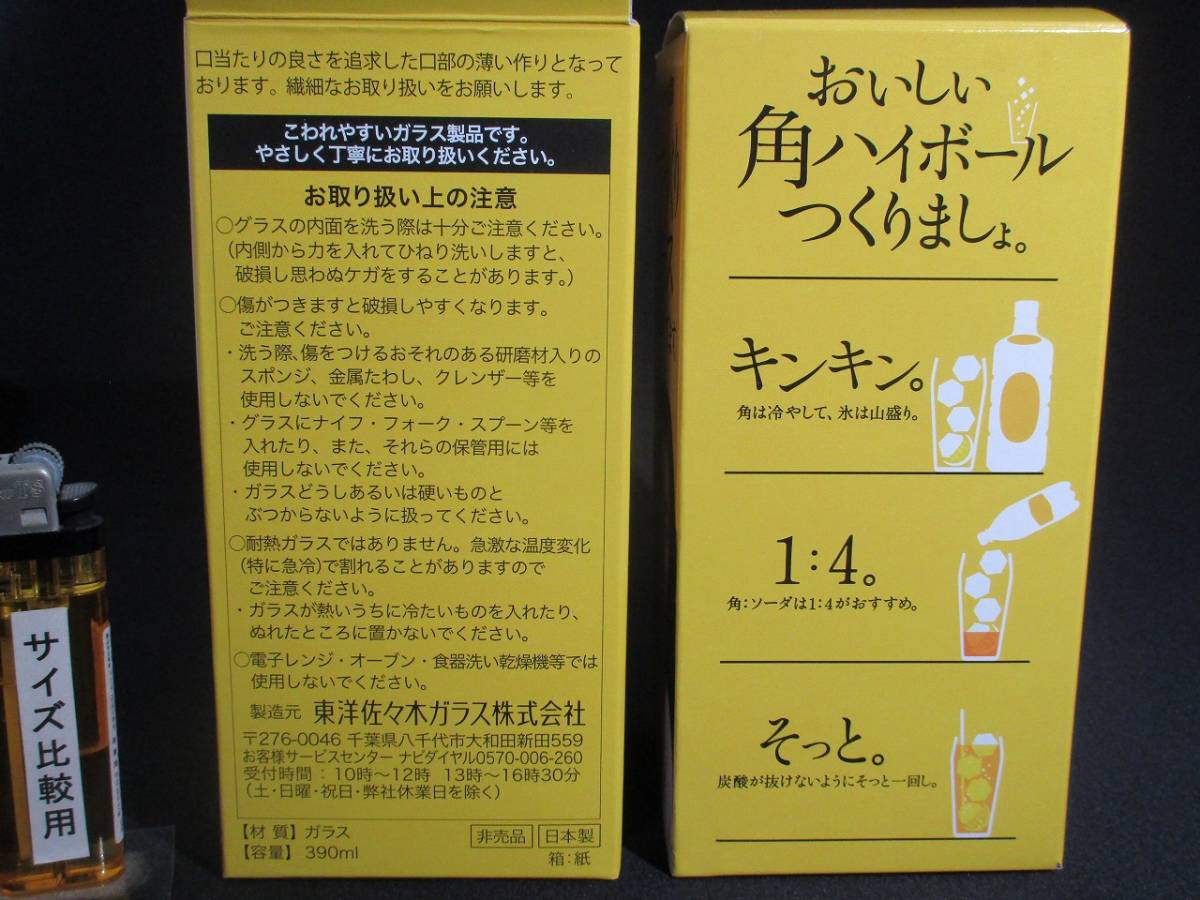 口当たりの良さを追求した口部の薄い作りとなって
おります。繊細なお取り扱いをお願いします。
こわれやすいガラス製品です。
やさしく丁寧にお取り扱いください。
お取り扱い上の注意
○グラスの内面を洗う際は十分ご注意ください。
(内側から力を入れてひねり洗いしますと、
破損し思わぬケガをすることがあります。)
○傷がつきますと破損しやすくなります。
ご注意ください。
・洗う際、傷をつけるおそれのある研磨材入りの
スポンジ、金属たわし、クレンザー等を
使用しないでください。
・グラスにナイフ・フォーク・スプーン等を
入れたり、また、それらの保管用には
使用しないでください。
・ガラスどうしあるいは硬いものと
ぶつからないように扱ってください。
○耐熱ガラスではありません。急激な温度変化
(特に急冷)で割れることがありますので
ご注意ください。
・ガラスが熱いうちに冷たいものを入れたり、
ぬれたところに置かないでください。
○電子レンジ・オーブン・食器洗い乾燥機等では
使用しないでください。
製造元 東洋佐々木ガラス株式会社
〒276-0046 千葉県八千代市大和田新田559
お客様サービスセンター ナビダイヤル0570-006-260
受付時間：10時〜12時 13時〜16時30分
(土・日曜・祝日・弊社休業日を除く)
【材 質】ガラス
【容量】390ml
非売品 日本製
箱：紙
おいしい
角ハイボール
つくりましょ。
キンキン。
角は冷やして、氷は山盛り。
1：4。
角：ソーダは1：4がおすすめ。
そっと。
炭酸が抜けないようにそっと一回し。
サイズ比較用